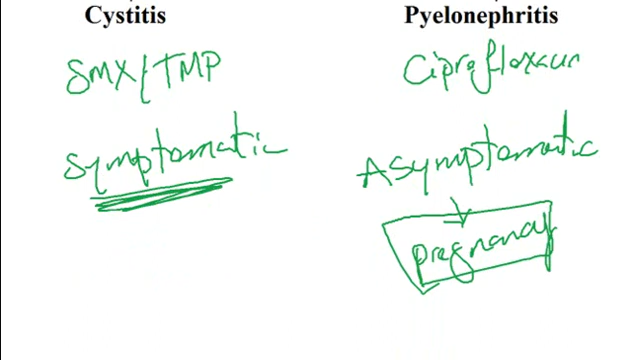 Cystitis Pyelonephritis
SMX/TMP Ciprofloxacin
Symptomatic Asymptomatic
pregnancy